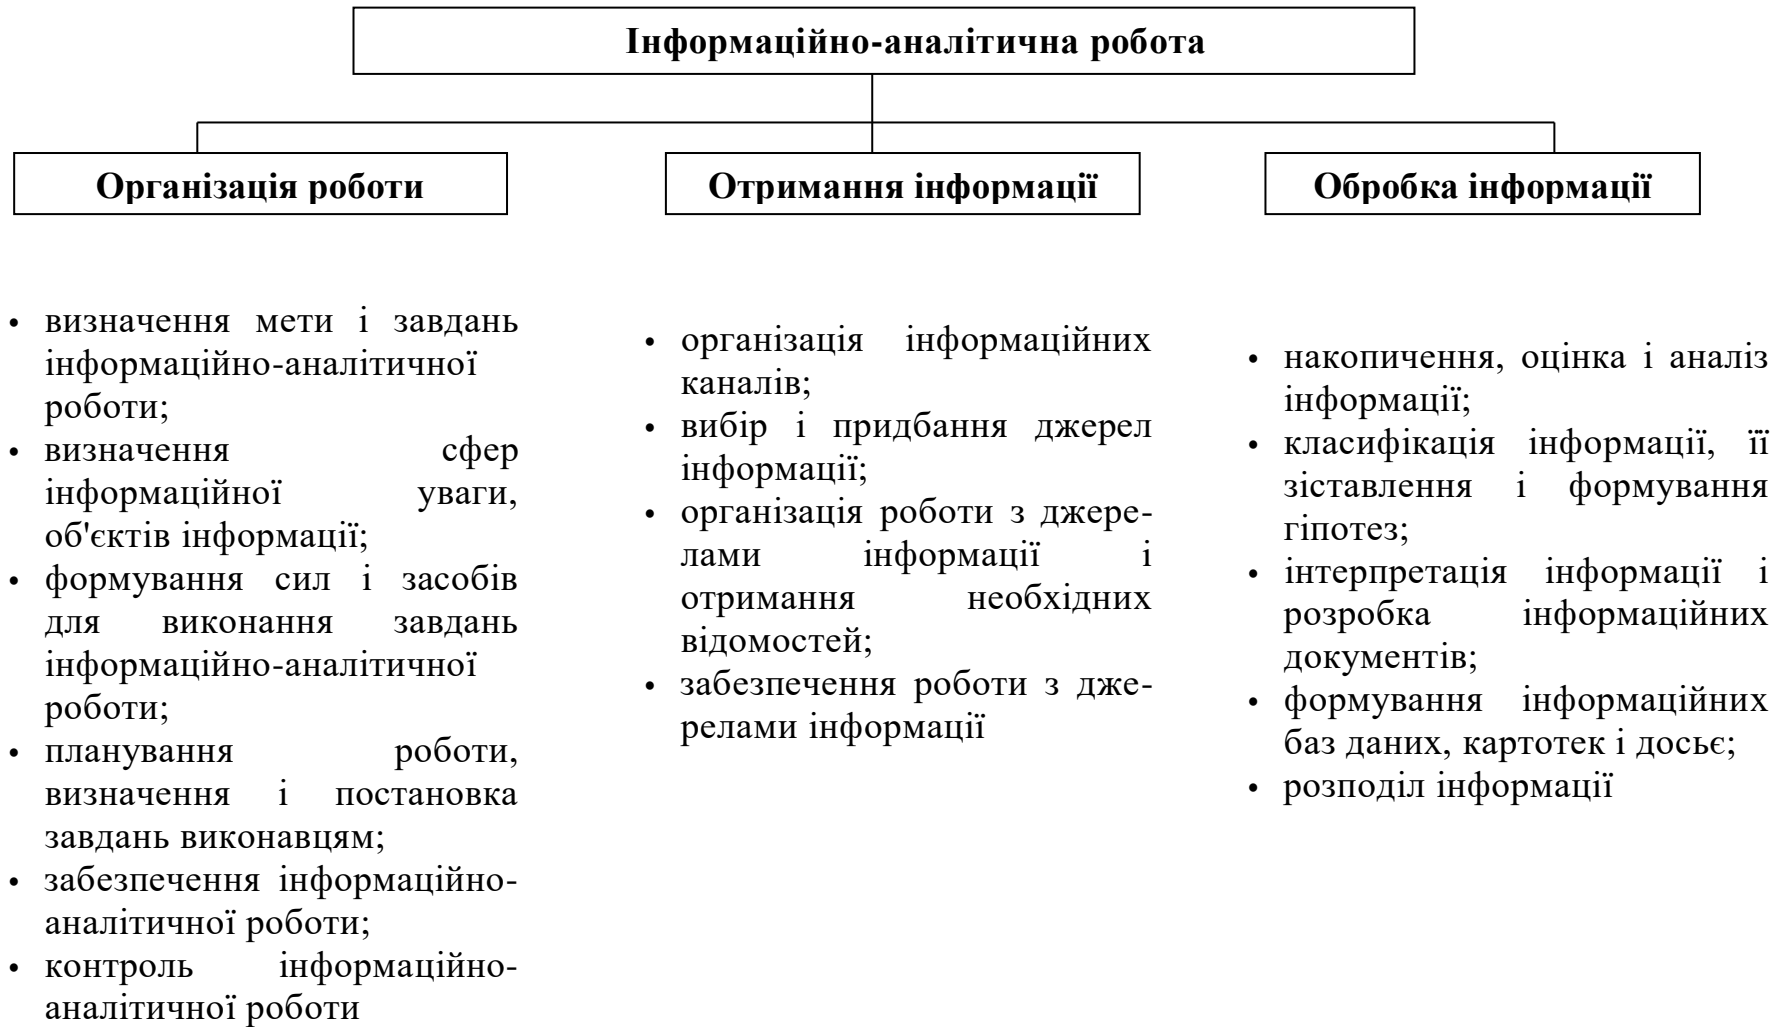 Інформаційно-аналітична робота
Організація роботи
Отримання інформації
Обробка інформації
• визначення мети і завдань
інформаційно-аналітичної
роботи;
• визначення сфер
інформаційної уваги,
об'єктів інформації;
• формування сил і засобів
для виконання завдань
інформаційно-аналітичної
роботи;
• планування роботи,
визначення і постановка
завдань виконавцям;
• забезпечення інформаційно-
аналітичної роботи;
• контроль інформаційно-
аналітичної роботи
• організація інформаційних
каналів;
• вибір і придбання джерел
інформації;
• організація роботи з джере-
лами інформації і
отримання необхідних
відомостей;
• забезпечення роботи з дже-
релами інформації
• накопичення, оцінка і аналіз
інформації;
• класифікація інформації, її
зіставлення і формування
гіпотез;
• інтерпретація інформації і
розробка інформаційних
документів;
• формування інформаційних
баз даних, картотек і досьє;
• розподіл інформації